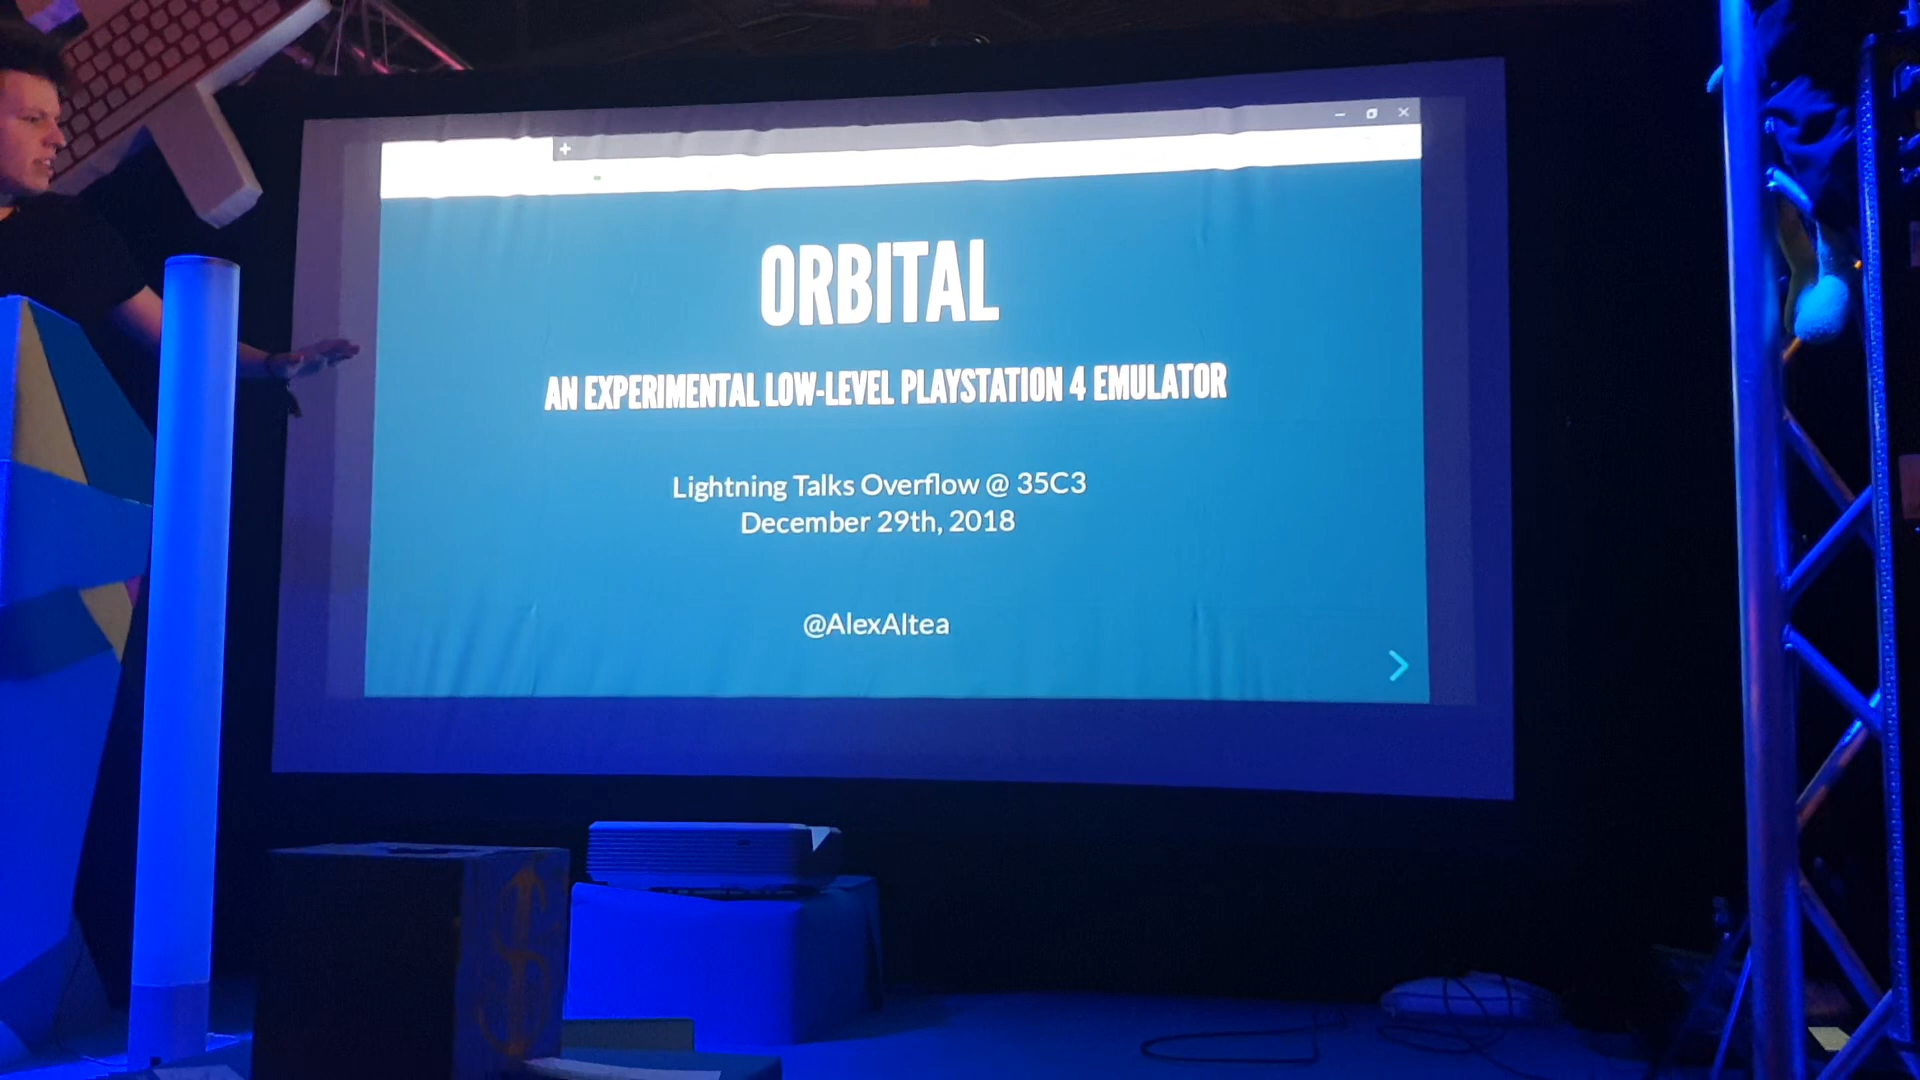 ORBITAL
AN EXPERIMENTAL LOW-LEVEL PLAYSTATION 4 EMULATOR
Lightning Talks Overflow @ 35C3
December 29th, 2018
@AlexAltea